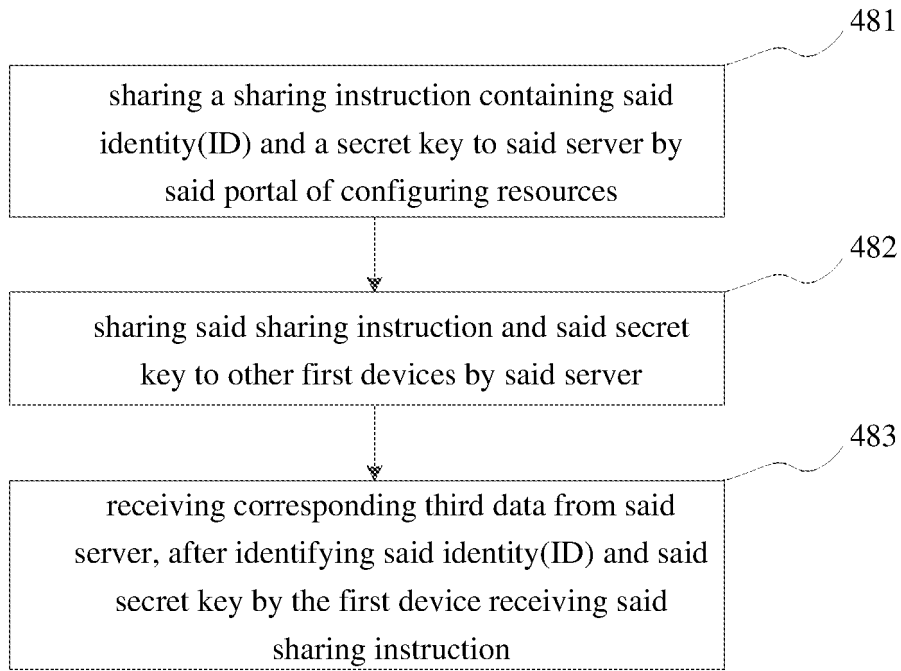 481
sharing a sharing instruction containing said
identity(ID) and a secret key to said server by
said portal of configuring resources
482
sharing said sharing instruction and said secret
key to other first devices by said server
483
receiving corresponding third data from said
server, after identifying said identity(ID) and said
secret key by the first device receiving said
sharing instruction